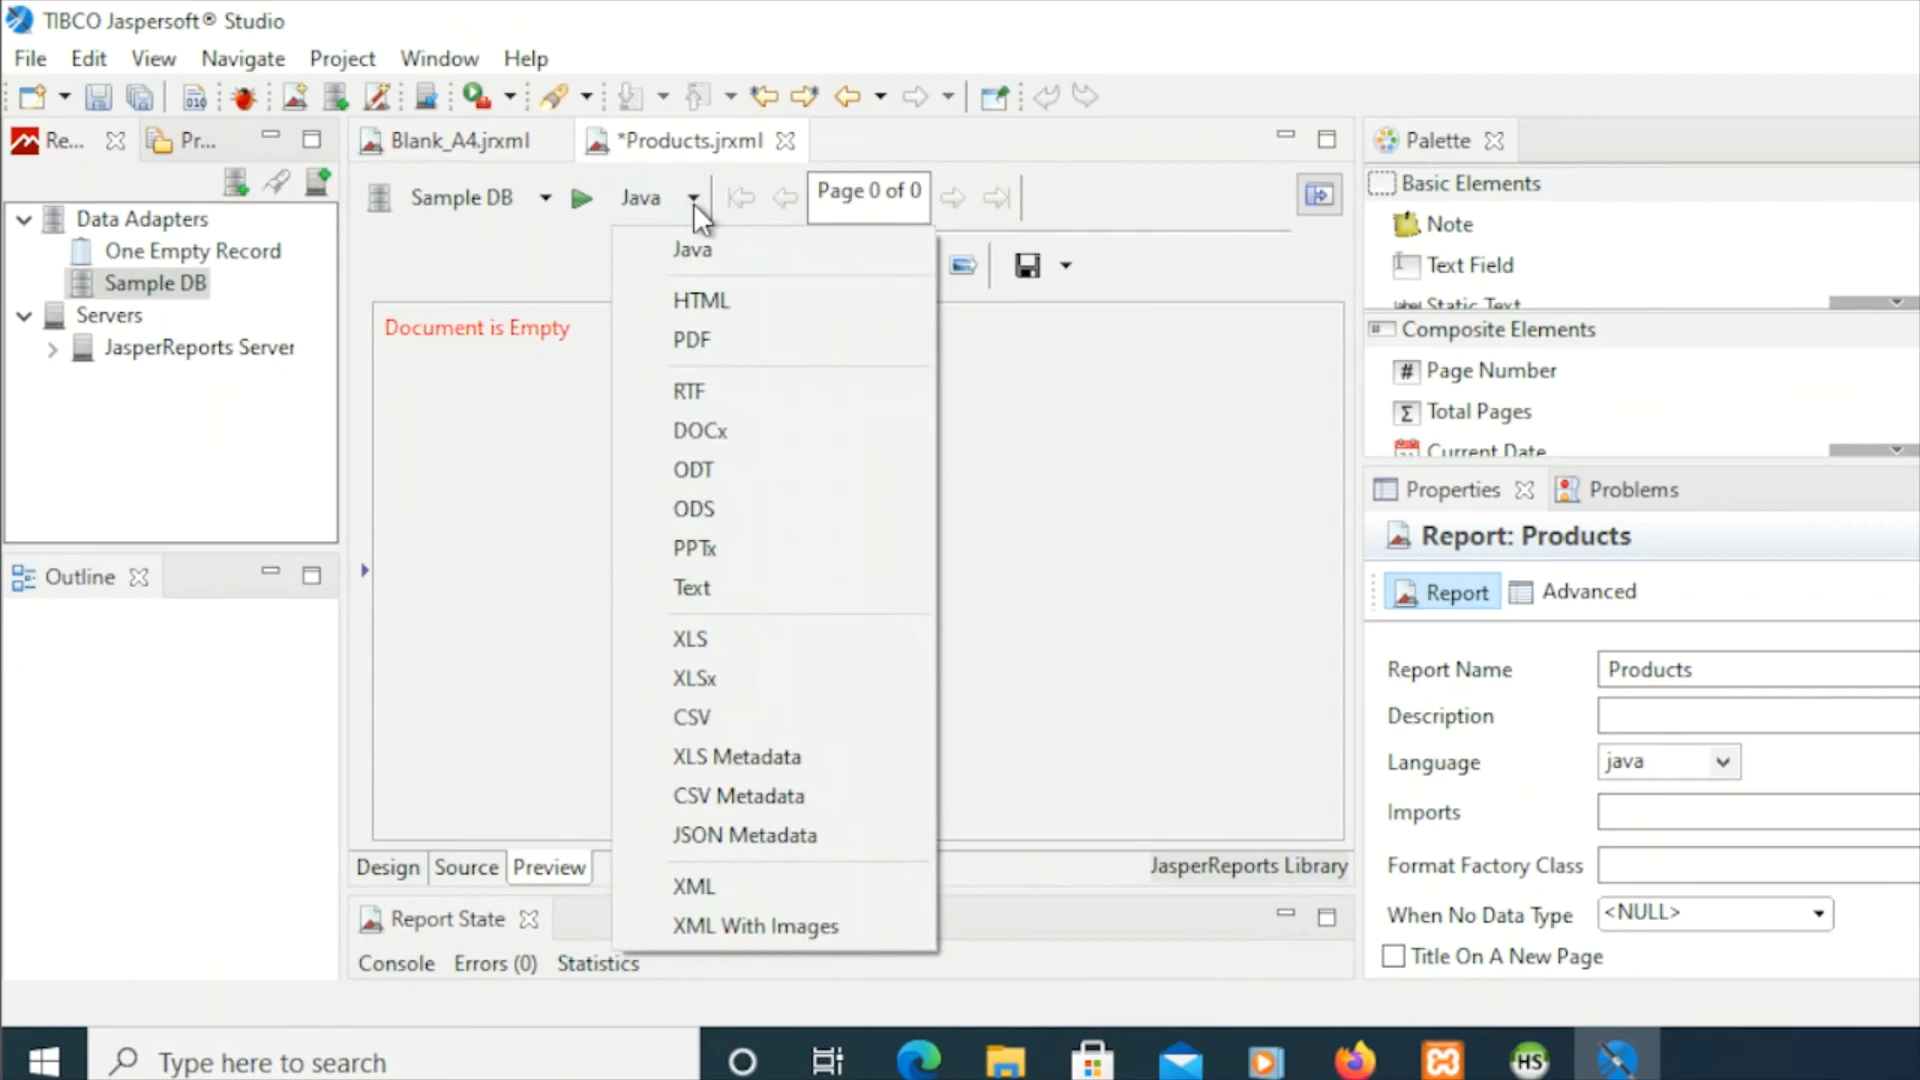 TIBCO Jaspersoft® Studio
File Edit View Navigate Project Window Help
010
Re... Pr...
Blank_A4.jrxml *Products.jrxml
Palette
Sample DB Java Page 0 of 0
Basic Elements
Note
Text Field
label Static Text
Composite Elements
# Page Number
Σ Total Pages
Current Date
Data Adapters
One Empty Record
Sample DB
Servers
JasperReports Server
Outline
Document is Empty
Java
HTML
PDF
RTF
DOCx
ODT
ODS
PPTx
Text
XLS
XLSx
CSV
XLS Metadata
CSV Metadata
JSON Metadata
XML
XML With Images
Design Source Preview
JasperReports Library
Report State
Console Errors (0) Statistics
Properties Problems
Report: Products
Report Advanced
Report Name Products
Description
Language java
Imports
Format Factory Class
When No Data Type <NULL>
Title On A New Page
Type here to search
HS